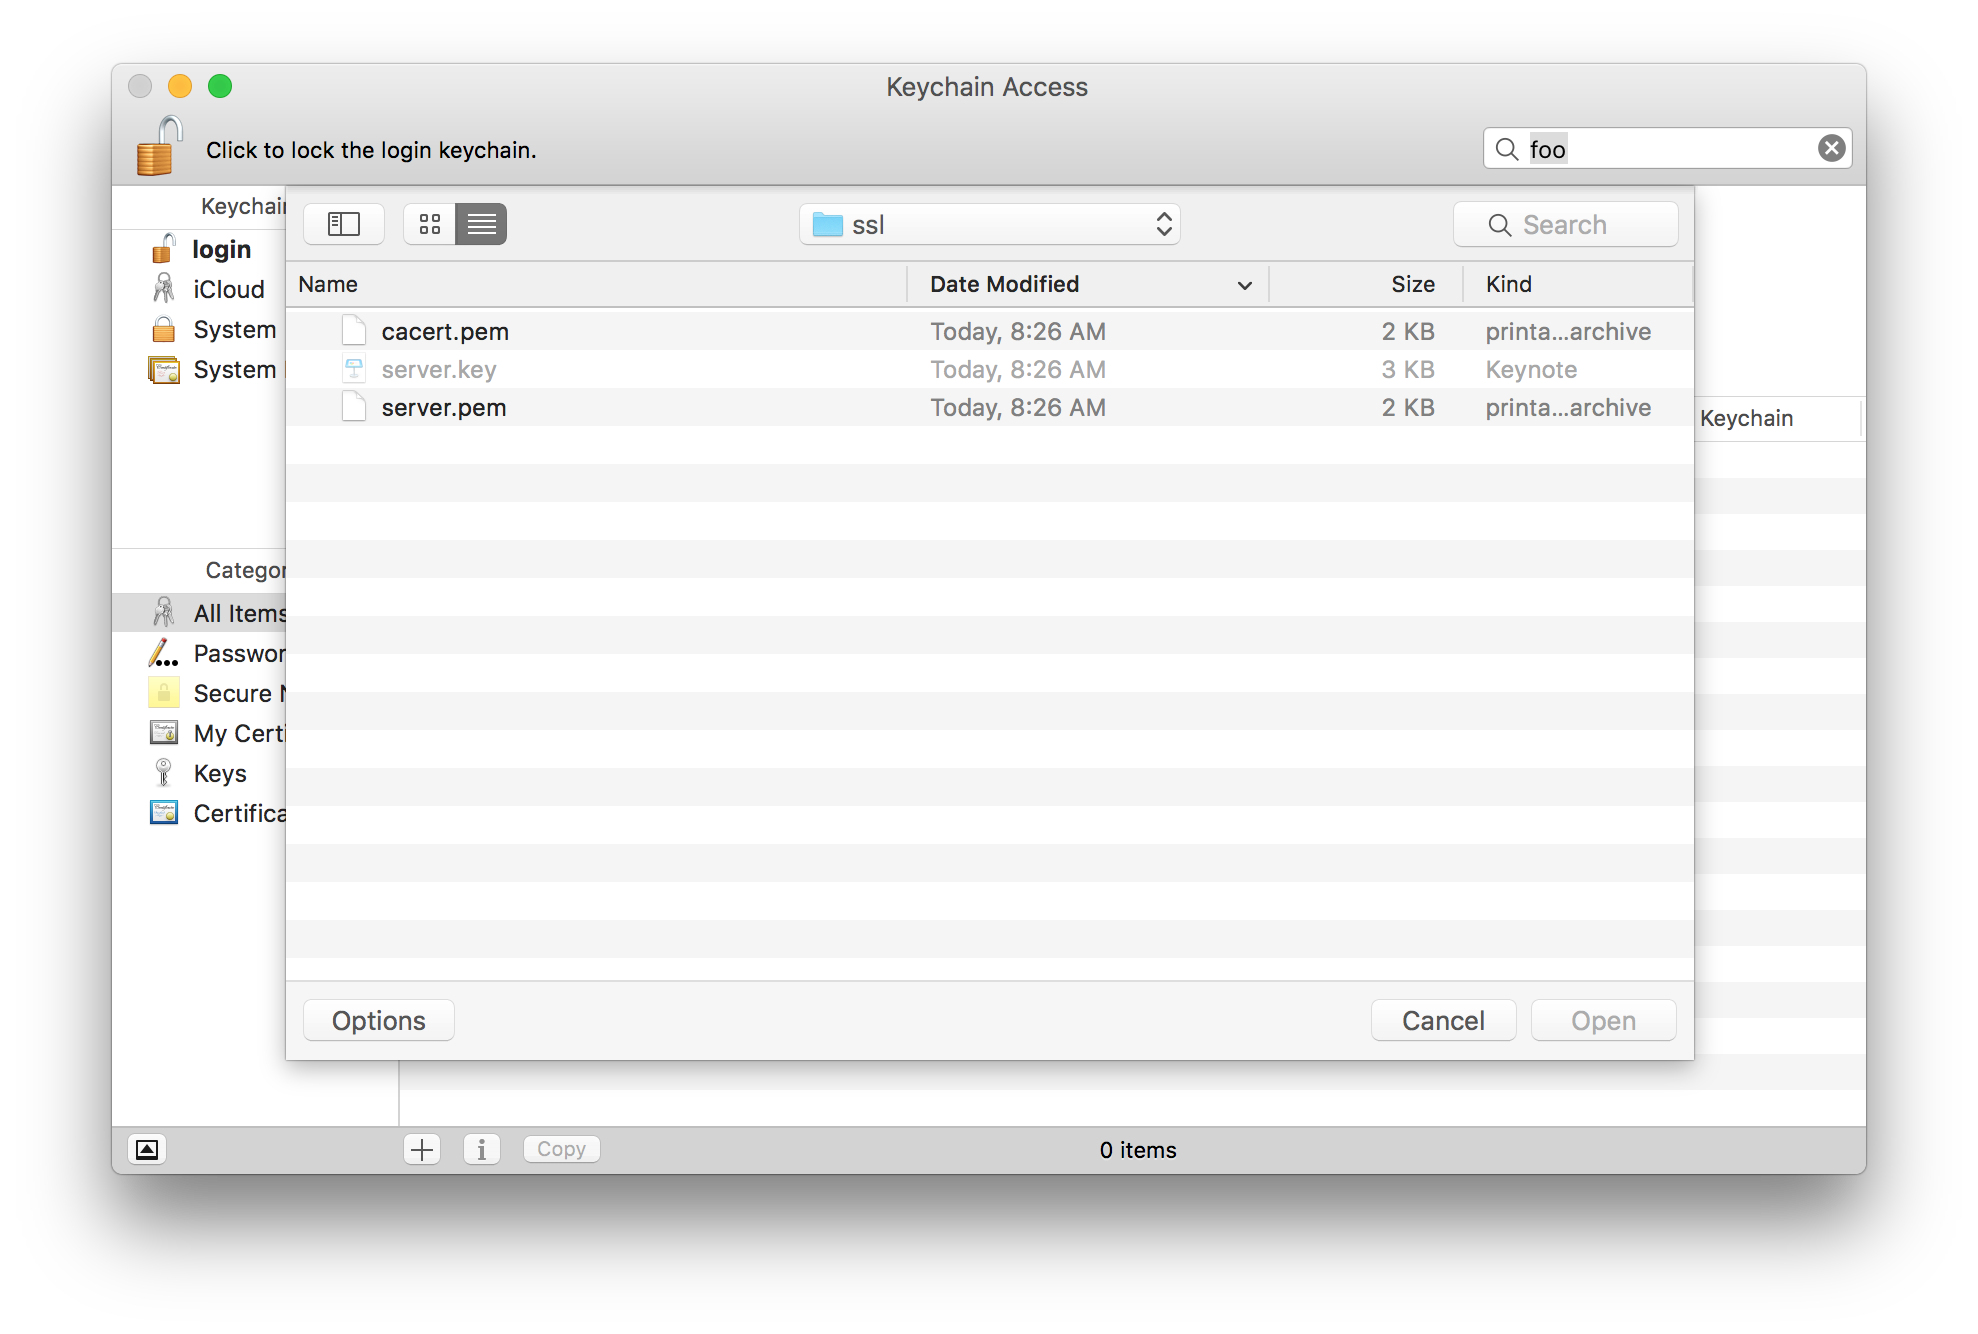 Keychain Access
Click to lock the login keychain.
foo
Keychai
login
iCloud
System
System
ssl
Search
Name
Date Modified
Size
Kind
cacert.pem
Today, 8:26 AM
2 KB
printa...archive
server.key
Today, 8:26 AM
3 KB
Keynote
server.pem
Today, 8:26 AM
2 KB
printa...archive
Keychain
Categor
All Items
Passwor
Secure N
My Certi
Keys
Certifica
Options
Cancel
Open
Copy
0 items